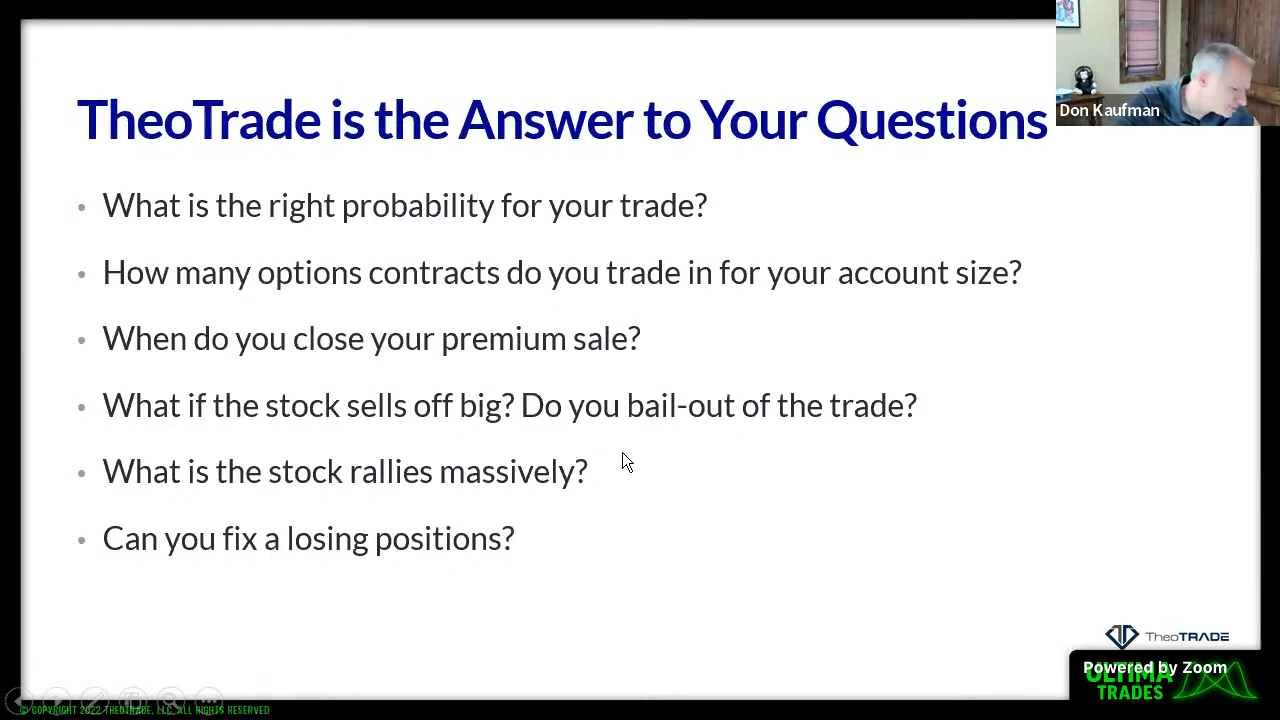 TheoTrade is the Answer to Your Questions
Don Kaufman
• What is the right probability for your trade?
• How many options contracts do you trade in for your account size?
• When do you close your premium sale?
• What if the stock sells off big? Do you bail-out of the trade?
• What is the stock rallies massively?
• Can you fix a losing positions?
TheoTRADE
Powered by Zoom
ULTIMA
TRADES
© COPYRIGHT 2022 THEOTRADE, LLC. ALL RIGHTS RESERVED